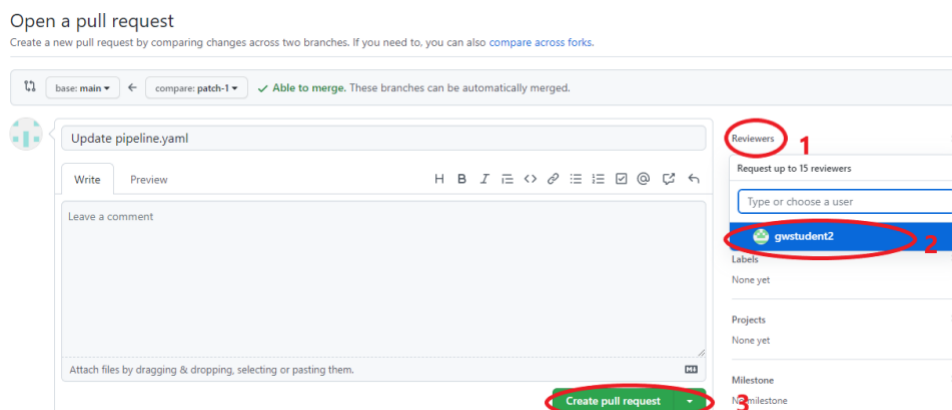 Open a pull request
Create a new pull request by comparing changes across two branches. If you need to, you can also compare across forks.
base: main
compare: patch-1
Able to merge. These branches can be automatically merged.
Update pipeline.yaml
Write
Preview
Leave a comment
Attach files by dragging & dropping, selecting or pasting them.
Create pull request
3
Reviewers
1
Request up to 15 reviewers
Type or choose a user
gwstudent2
2
Labels
None yet
Projects
None yet
Milestone
milestone